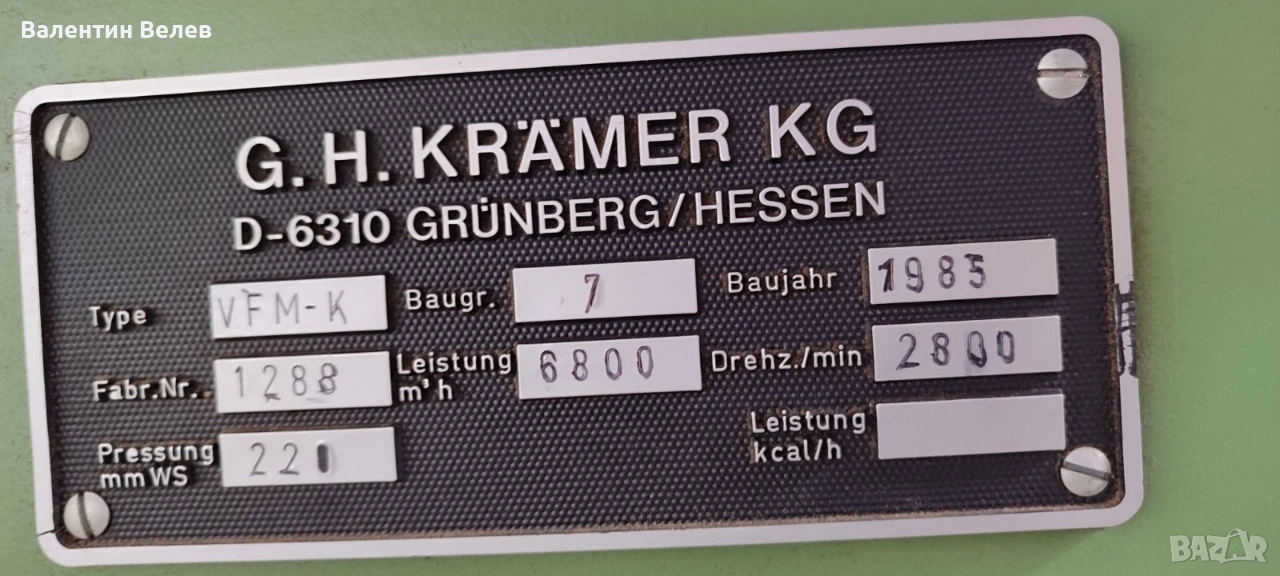 Валентин Велев
G. H. KRÄMER KG
D-6310 GRÜNBERG/HESSEN
Type VFM-K Baugr. 7 Baujahr 1985
Fabr.Nr. 1288 Leistung m³h 6800 Drehz./min 2800
Pressung mm WS 220 Leistung kcal/h
BAZAR